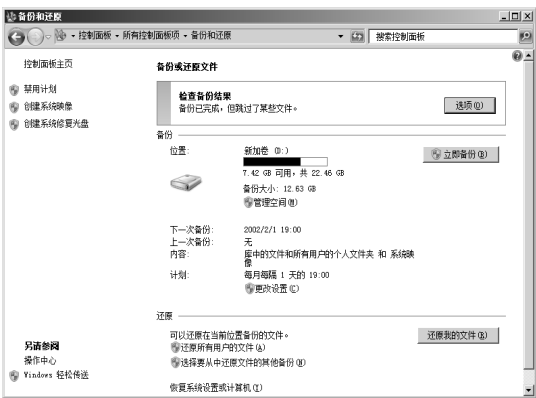 备份和还原
控制面板 所有控制面板项 备份和还原
搜索控制面板
控制面板主页
禁用计划
创建系统映像
创建系统修复光盘
备份或还原文件
检查备份结果
备份已完成,但跳过了某些文件。
选项(O)
备份
位置: 新加卷 (D:)
立即备份(B)
7.42 GB 可用,共 22.46 GB
备份大小: 12.63 GB
管理空间(M)
下一次备份: 2002/2/1 19:00
上一次备份: 无
内容: 库中的文件和所有用户的个人文件夹 和 系统映
像
计划: 每月每隔 1 天的 19:00
更改设置(C)
还原
可以还原在当前位置备份的文件。
还原我的文件(R)
还原所有用户的文件(A)
选择要从中还原文件的其他备份(N)
恢复系统设置或计算机(Y)
另请参阅
操作中心
Windows 轻松传送